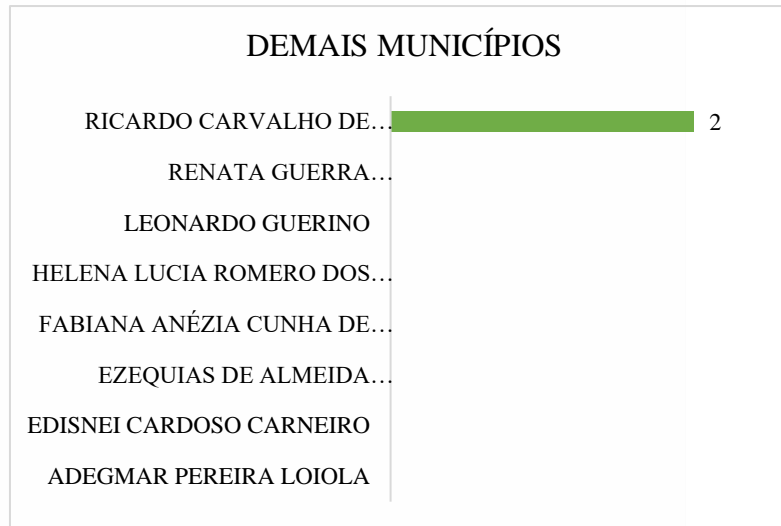 DEMAIS MUNICÍPIOS
RICARDO CARVALHO DE… 2
RENATA GUERRA…
LEONARDO GUERINO
HELENA LUCIA ROMERO DOS…
FABIANA ANÉZIA CUNHA DE…
EZEQUIAS DE ALMEIDA…
EDISNEI CARDOSO CARNEIRO
ADEGMAR PEREIRA LOIOLA